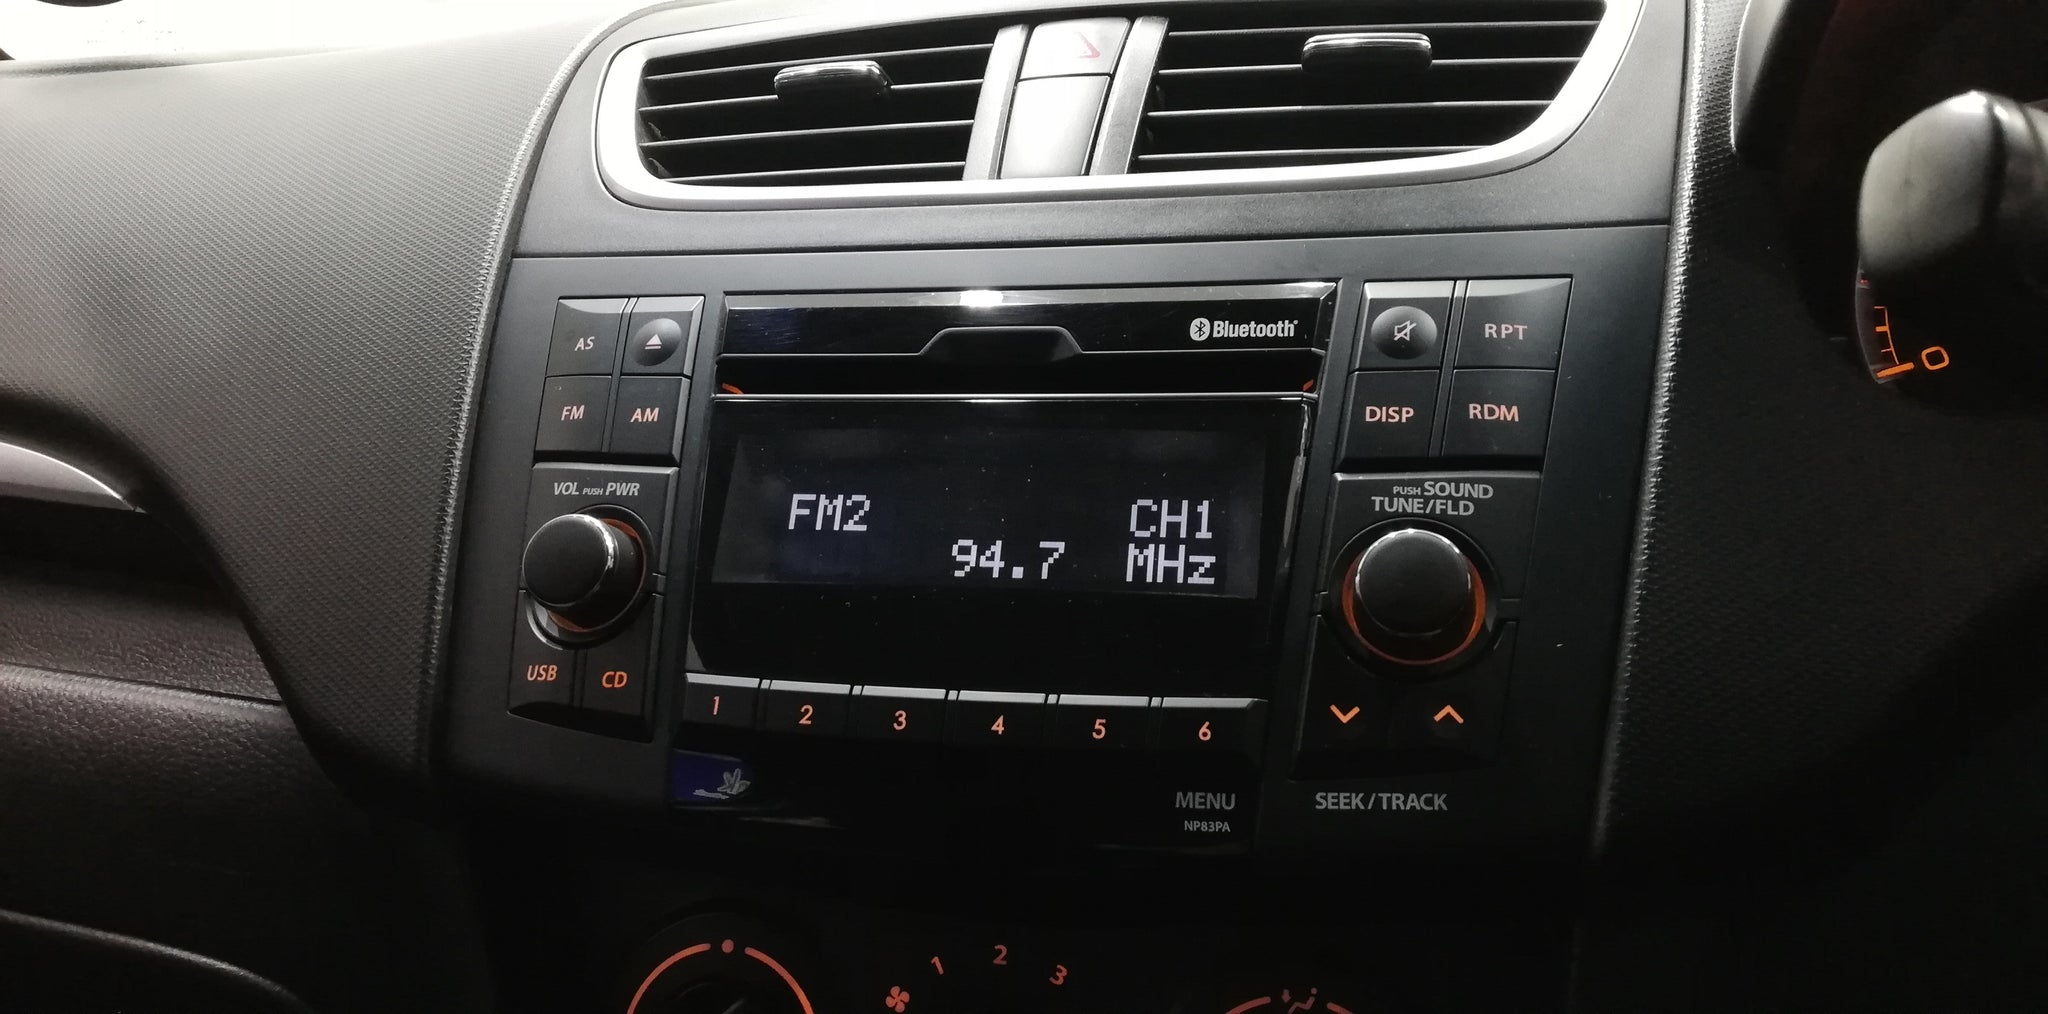 Bluetooth®
AS
RPT
FM
AM
DISP
RDM
VOL PUSH PWR
PUSH SOUND
TUNE/FLD
FM2
CH1
94.7
MHz
USB
CD
1
2
3
4
5
6
MENU
NP83PA
SEEK/TRACK
0
1
2
3